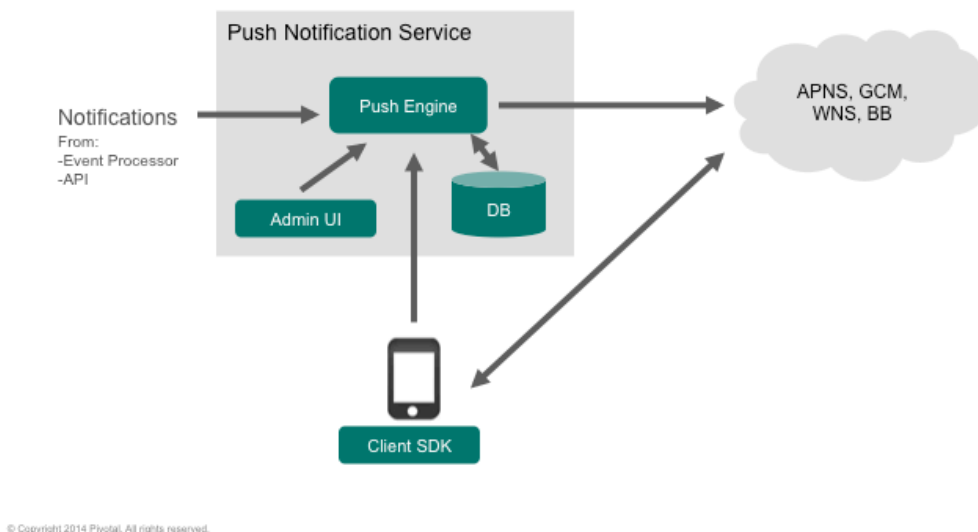 Push Notification Service
Push Engine
Notifications
From:
-Event Processor
-API
Admin UI
DB
APNS, GCM,
WNS, BB
Client SDK
© Copyright 2014 Pivotal. All rights reserved.